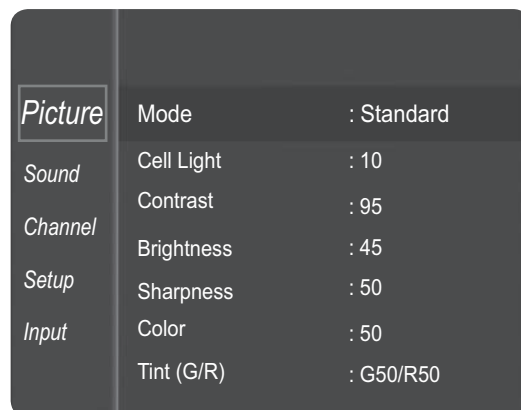 Picture
Sound
Channel
Setup
Input
Mode : Standard
Cell Light : 10
Contrast : 95
Brightness : 45
Sharpness : 50
Color : 50
Tint (G/R) : G50/R50